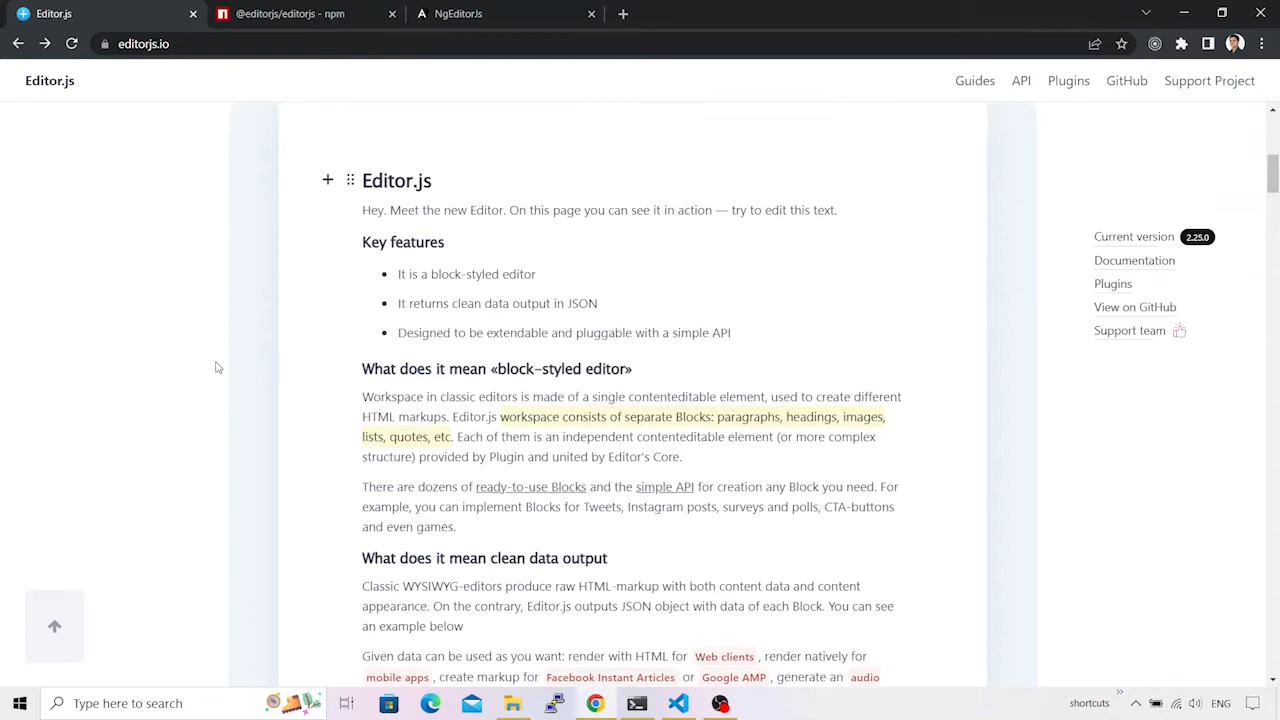 Editor.js
@editorjs/editorjs - npm
NgEditorJs
editorjs.io
Editor.js
Guides
API
Plugins
GitHub
Support Project
Editor.js
Hey. Meet the new Editor. On this page you can see it in action — try to edit this text.
Key features
It is a block-styled editor
It returns clean data output in JSON
Designed to be extendable and pluggable with a simple API
What does it mean «block-styled editor»
Workspace in classic editors is made of a single contenteditable element, used to create different
HTML markups. Editor.js workspace consists of separate Blocks: paragraphs, headings, images,
lists, quotes, etc. Each of them is an independent contenteditable element (or more complex
structure) provided by Plugin and united by Editor's Core.
There are dozens of ready-to-use Blocks and the simple API for creation any Block you need. For
example, you can implement Blocks for Tweets, Instagram posts, surveys and polls, CTA-buttons
and even games.
What does it mean clean data output
Classic WYSIWYG-editors produce raw HTML-markup with both content data and content
appearance. On the contrary, Editor.js outputs JSON object with data of each Block. You can see
an example below
Given data can be used as you want: render with HTML for Web clients , render natively for
mobile apps , create markup for Facebook Instant Articles or Google AMP , generate an audio
Current version 2.25.0
Documentation
Plugins
View on GitHub
Support team
Type here to search
shortcuts
ENG